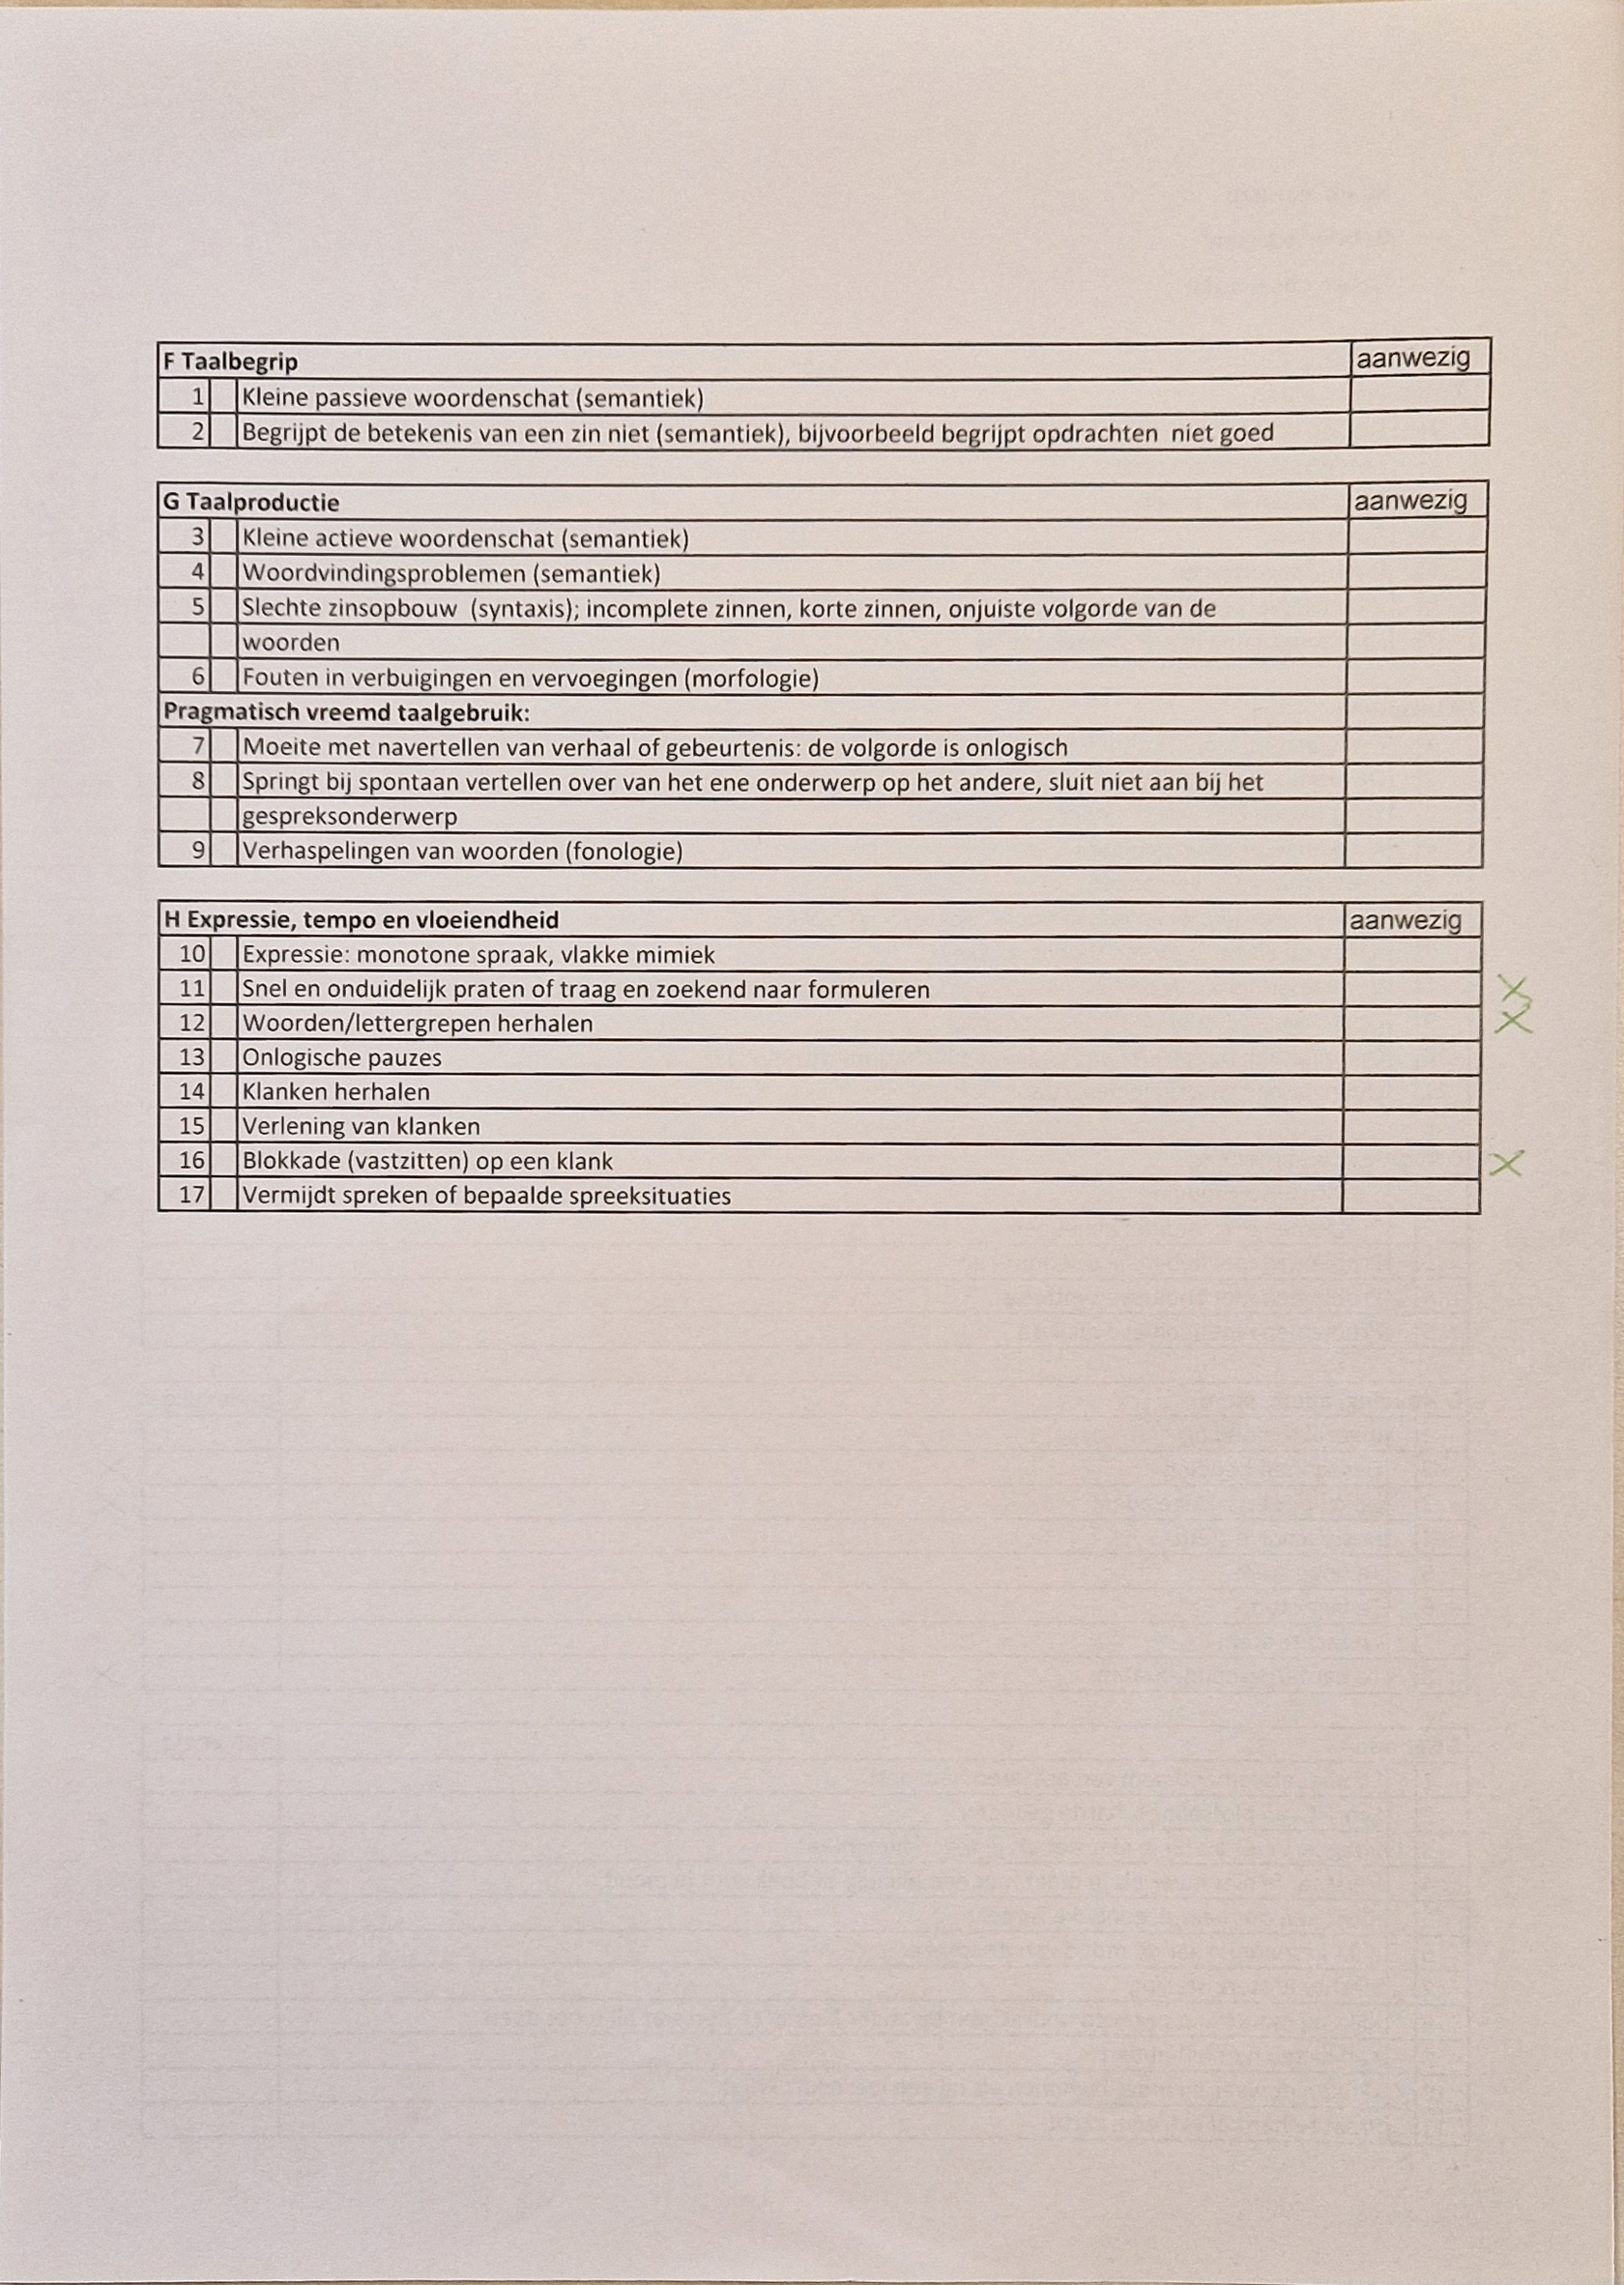 F Taalbegrip aanwezig
1 Kleine passieve woordenschat (semantiek)
2 Begrijpt de betekenis van een zin niet (semantiek), bijvoorbeeld begrijpt opdrachten niet goed
G Taalproductie aanwezig
3 Kleine actieve woordenschat (semantiek)
4 Woordvindingsproblemen (semantiek)
5 Slechte zinsopbouw (syntaxis); incomplete zinnen, korte zinnen, onjuiste volgorde van de
woorden
6 Fouten in verbuigingen en vervoegingen (morfologie)
Pragmatisch vreemd taalgebruik:
7 Moeite met navertellen van verhaal of gebeurtenis: de volgorde is onlogisch
8 Springt bij spontaan vertellen over van het ene onderwerp op het andere, sluit niet aan bij het
gespreksonderwerp
9 Verhaspelingen van woorden (fonologie)
H Expressie, tempo en vloeiendheid aanwezig
10 Expressie: monotone spraak, vlakke mimiek
11 Snel en onduidelijk praten of traag en zoekend naar formuleren X
12 Woorden/lettergrepen herhalen X
13 Onlogische pauzes
14 Klanken herhalen
15 Verlening van klanken
16 Blokkade (vastzitten) op een klank X
17 Vermijdt spreken of bepaalde spreeksituaties